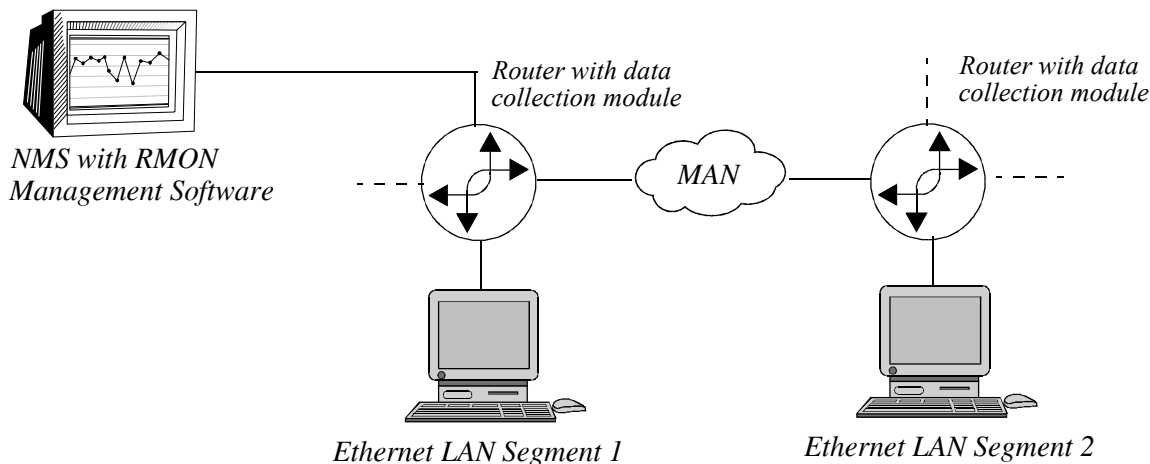 Router with data
collection module
Router with data
collection module
NMS with RMON
Management Software
MAN
Ethernet LAN Segment 1
Ethernet LAN Segment 2